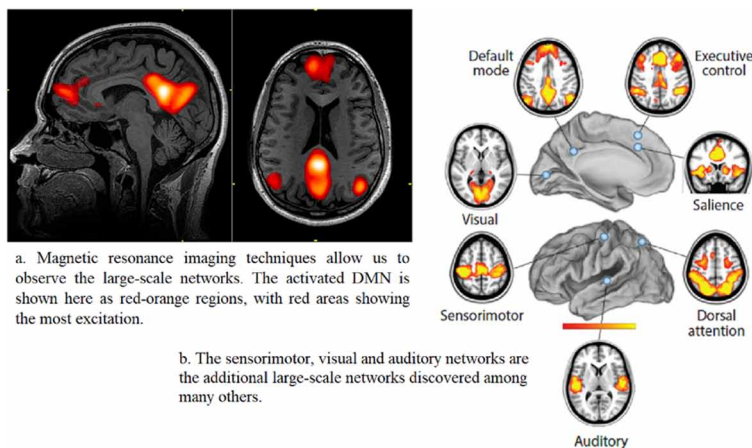 a. Magnetic resonance imaging techniques allow us to
observe the large-scale networks. The activated DMN is
shown here as red-orange regions, with red areas showing
the most excitation.
Default
mode
Executive
control
Visual
Salience
Sensorimotor
Dorsal
attention
b. The sensorimotor, visual and auditory networks are
the additional large-scale networks discovered among
many others.
Auditory